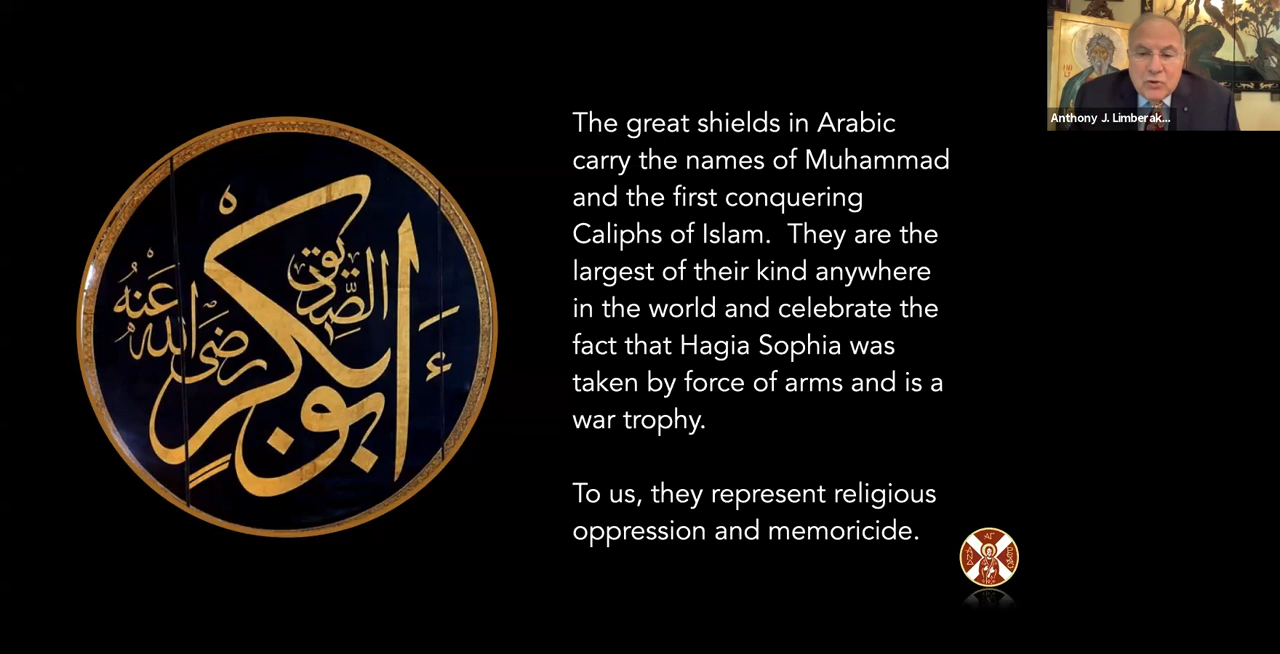 The great shields in Arabic
carry the names of Muhammad
and the first conquering
Caliphs of Islam.  They are the
largest of their kind anywhere
in the world and celebrate the
fact that Hagia Sophia was
taken by force of arms and is a
war trophy.
To us, they represent religious
oppression and memoricide.
ابو بكر
الصديق
رضى الله عنه
Anthony J. Limberak...